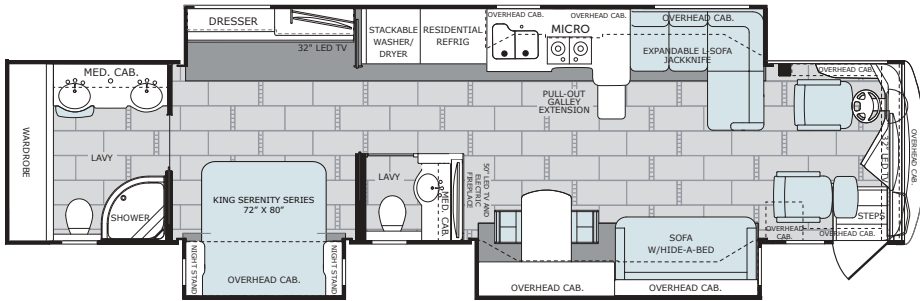 DRESSER
32" LED TV
STACKABLE
WASHER/
DRYER
RESIDENTIAL
REFRIG
OVERHEAD CAB.
MICRO
OVERHEAD CAB.
EXPANDABLE L-SOFA
JACKNIFE
OVERHEAD CAB.
MED. CAB.
WARDROBE
LAVY
SHOWER
PULL-OUT
GALLEY
EXTENSION
32" LED TV
OVERHEAD CAB.
KING SERENITY SERIES
72" X 80"
OVERHEAD CAB.
NIGHT STAND
NIGHT STAND
LAVY
MED. CAB.
50" LED TV AND
ELECTRIC
FIREPLACE
SOFA
W/HIDE-A-BED
OVERHEAD CAB.
OVERHEAD CAB.
OVERHEAD
CAB.
STEPS
OVERHEAD CAB.